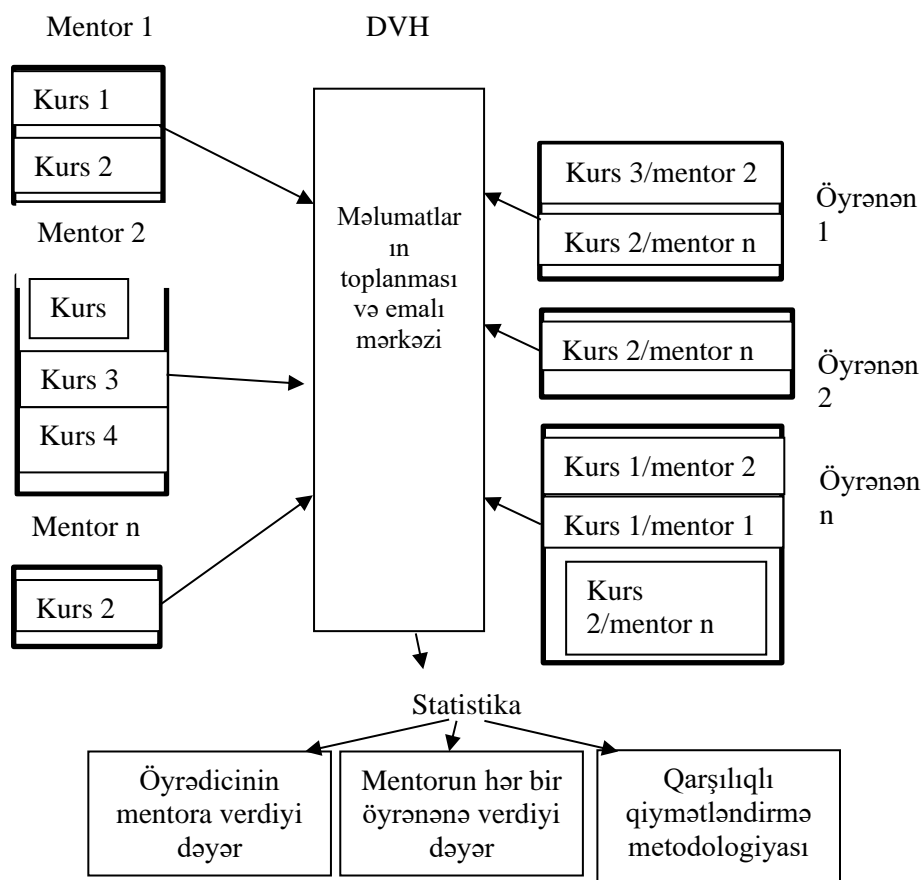 Mentor 1
DVH
Kurs 1
Kurs 2
Mentor 2
Kurs
Kurs 3
Kurs 4
Mentor n
Kurs 2
Məlumatlar
ın
toplanması
və emalı
mərkəzi
Kurs 3/mentor 2
Kurs 2/mentor n
Öyrənən
1
Kurs 2/mentor n
Öyrənən
2
Kurs 1/mentor 2
Kurs 1/mentor 1
Kurs
2/mentor n
Öyrənən
n
Statistika
Öyrədicinin
mentora verdiyi
dəyər
Mentorun hər bir
öyrənənə verdiyi
dəyər
Qarşılıqlı
qiymətləndirmə
metodologiyası